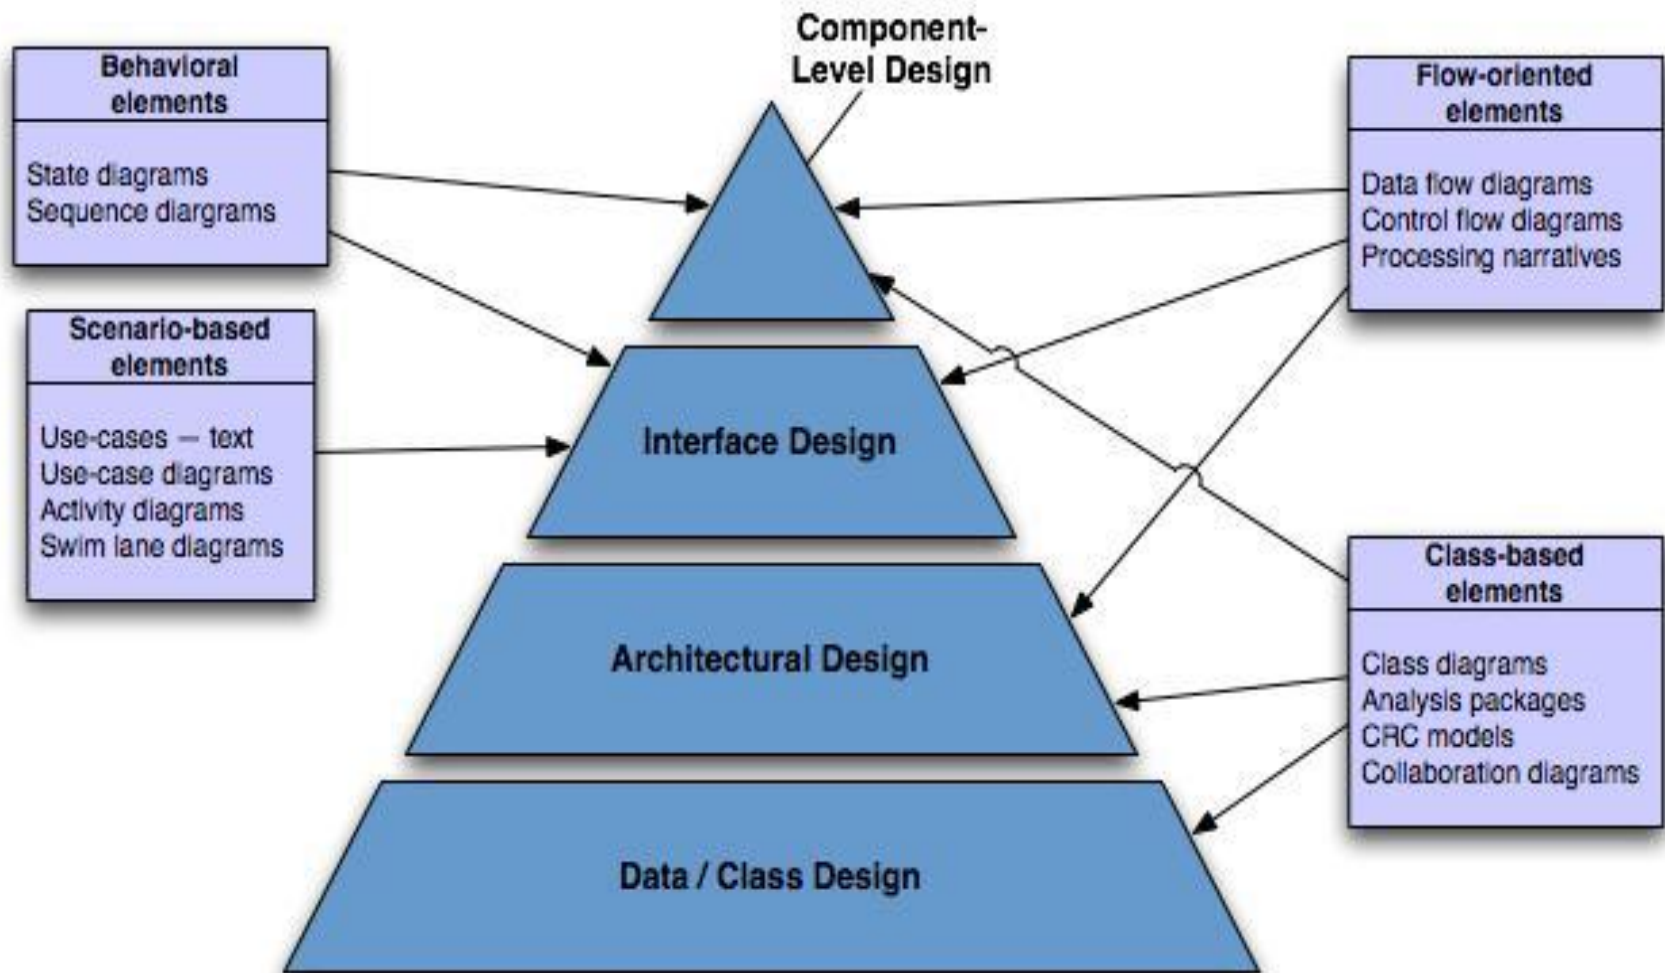 Component-
Level Design
Behavioral
elements
State diagrams
Sequence diargrams
Scenario-based
elements
Use-cases — text
Use-case diagrams
Activity diagrams
Swim lane diagrams
Flow-oriented
elements
Data flow diagrams
Control flow diagrams
Processing narratives
Class-based
elements
Class diagrams
Analysis packages
CRC models
Collaboration diagrams
Interface Design
Architectural Design
Data / Class Design